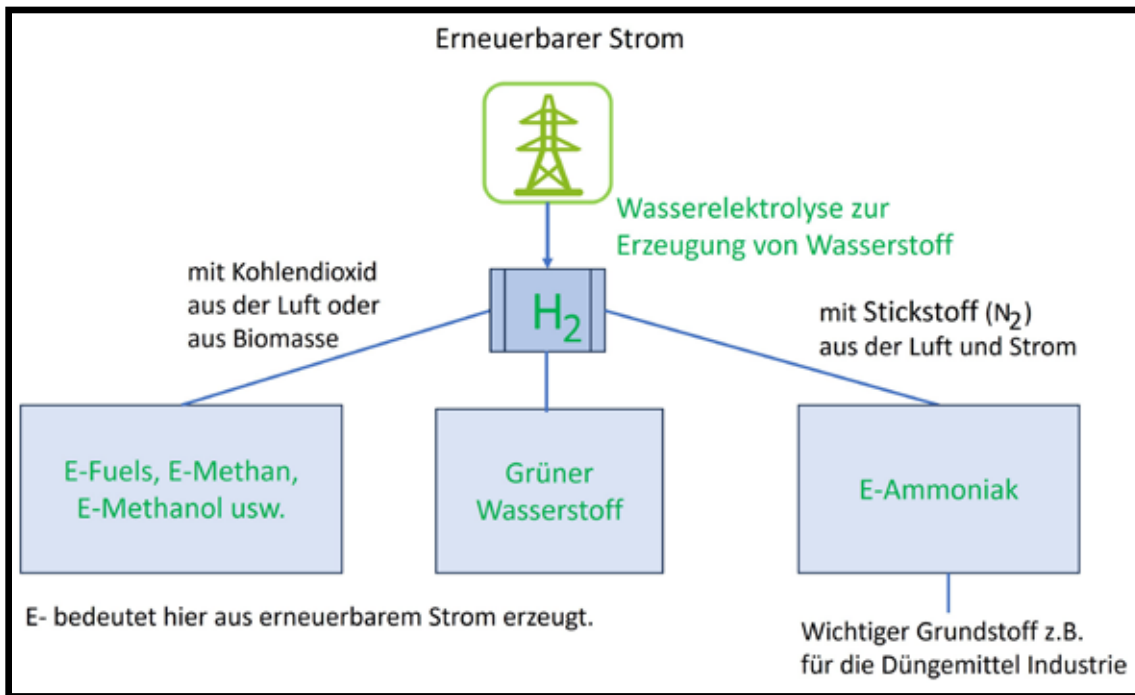 Erneuerbarer Strom
Wasserelektrolyse zur
Erzeugung von Wasserstoff
mit Kohlendioxid
aus der Luft oder
aus Biomasse
H2
mit Stickstoff (N2)
aus der Luft und Strom
E-Fuels, E-Methan,
E-Methanol usw.
Grüner
Wasserstoff
E-Ammoniak
E- bedeutet hier aus erneuerbarem Strom erzeugt.
Wichtiger Grundstoff z.B.
für die Düngemittel Industrie